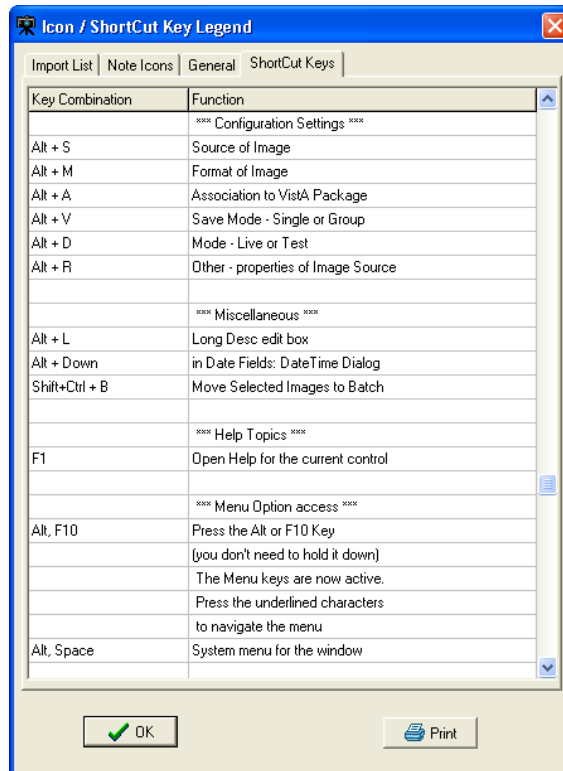 Icon / ShortCut Key Legend
Import List Note Icons General ShortCut Keys
Key Combination Function
*** Configuration Settings ***
Alt + S Source of Image
Alt + M Format of Image
Alt + A Association to VistA Package
Alt + V Save Mode - Single or Group
Alt + D Mode - Live or Test
Alt + R Other - properties of Image Source
*** Miscellaneous ***
Alt + L Long Desc edit box
Alt + Down in Date Fields: DateTime Dialog
Shift+Ctrl + B Move Selected Images to Batch
*** Help Topics ***
F1 Open Help for the current control
*** Menu Option access ***
Alt, F10 Press the Alt or F10 Key
(you don't need to hold it down)
The Menu keys are now active.
Press the underlined characters
to navigate the menu
Alt, Space System menu for the window
OK Print